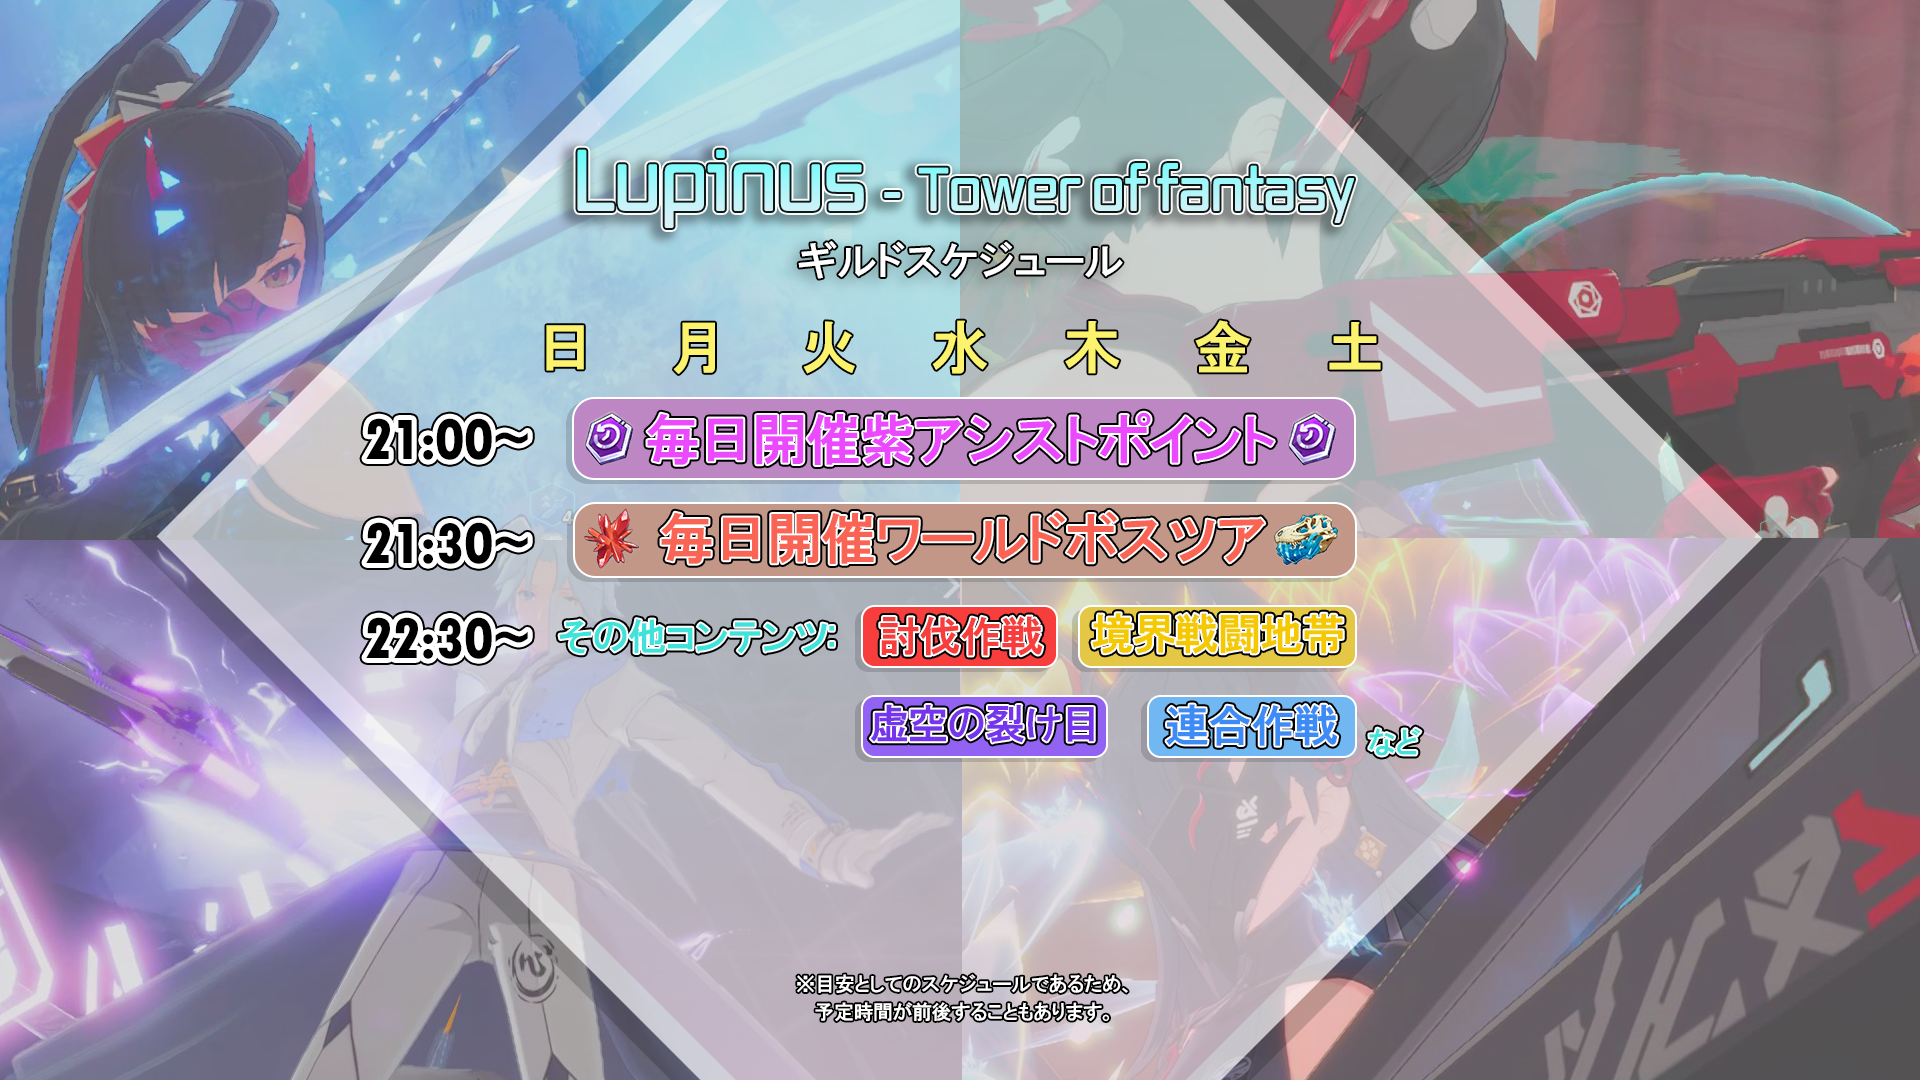 Lupinus - Tower of fantasy
ギルドスケジュール
日 月 火 水 木 金 土
21:00～ 毎日開催紫アシストポイント
21:30～ 毎日開催ワールドボスツア
22:30～ その他コンテンツ: 討伐作戦 境界戦闘地帯
虚空の裂け目 連合作戦 など
※目安としてのスケジュールであるため、
予定時間が前後することもあります。